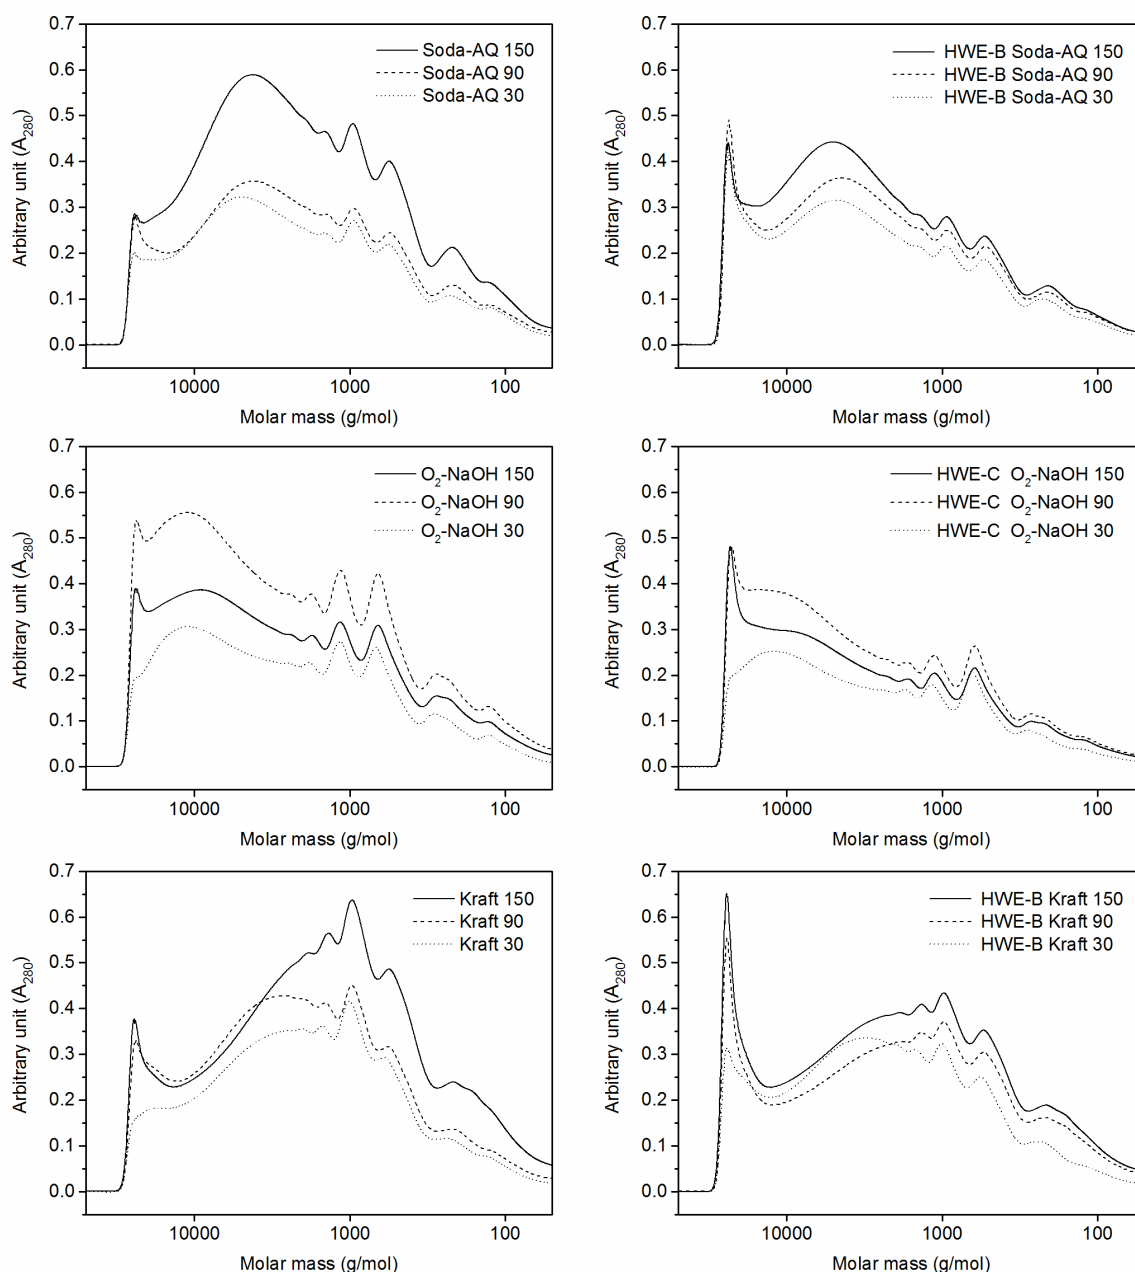 0.7
0.6
0.5
0.4
0.3
0.2
0.1
0.0
Arbitrary unit (A280)
Soda-AQ 150
Soda-AQ 90
Soda-AQ 30
10000 1000 100
Molar mass (g/mol)
0.7
0.6
0.5
0.4
0.3
0.2
0.1
0.0
Arbitrary unit (A280)
HWE-B Soda-AQ 150
HWE-B Soda-AQ 90
HWE-B Soda-AQ 30
10000 1000 100
Molar mass (g/mol)
0.7
0.6
0.5
0.4
0.3
0.2
0.1
0.0
Arbitrary unit (A280)
O2-NaOH 150
O2-NaOH 90
O2-NaOH 30
10000 1000 100
Molar mass (g/mol)
0.7
0.6
0.5
0.4
0.3
0.2
0.1
0.0
Arbitrary unit (A280)
HWE-C O2-NaOH 150
HWE-C O2-NaOH 90
HWE-C O2-NaOH 30
10000 1000 100
Molar mass (g/mol)
0.7
0.6
0.5
0.4
0.3
0.2
0.1
0.0
Arbitrary unit (A280)
Kraft 150
Kraft 90
Kraft 30
10000 1000 100
Molar mass (g/mol)
0.7
0.6
0.5
0.4
0.3
0.2
0.1
0.0
Arbitrary unit (A280)
HWE-B Kraft 150
HWE-B Kraft 90
HWE-B Kraft 30
10000 1000 100
Molar mass (g/mol)